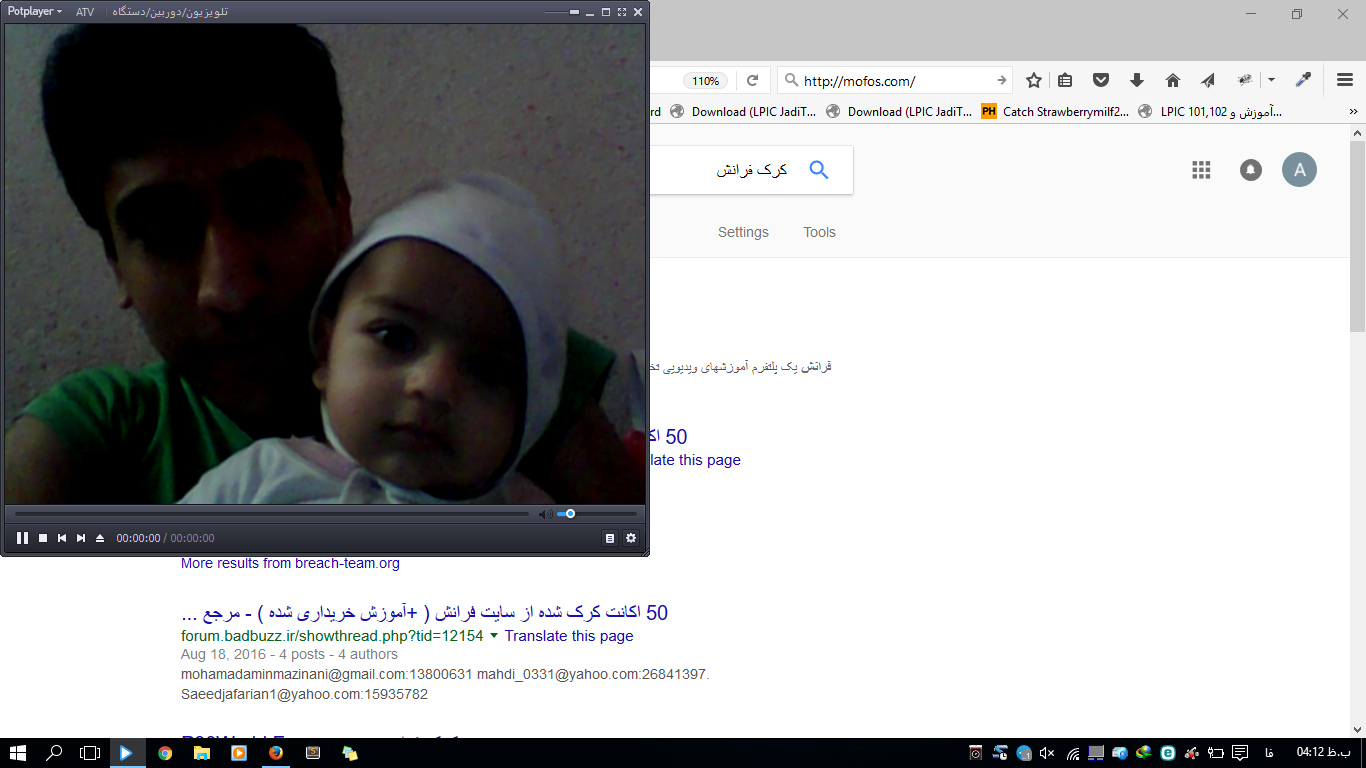 Potplayer ATV تلویزیون/دوربین/دستگاه
110% http://mofos.com/
rd Download (LPIC JadiT... Download (LPIC JadiT... PH Catch Strawberrymilf2... LPIC 101,102 آموزش و... »
کرک فرانش
A
Settings Tools
فرانش یک پلتفرم آموزشهای ویدیویی
50
late this page
00:00:00 / 00:00:00
More results from breach-team.org
50 اکانت کرک شده از سایت فرانش ( +آموزش خریداری شده ) - مرجع ...
forum.badbuzz.ir/showthread.php?tid=12154 Translate this page
Aug 18, 2016 - 4 posts - 4 authors
mohamadaminmazinani@gmail.com:13800631 mahdi_0331@yahoo.com:26841397.
Saeedjafarian1@yahoo.com:15935782
فا 04:12 ب.ظ